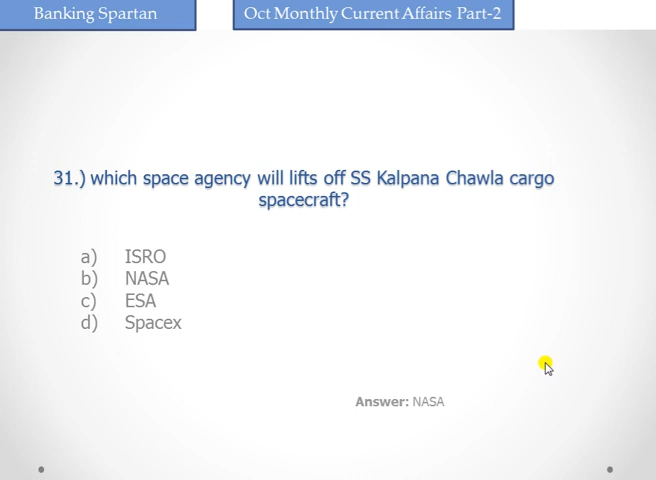 Banking Spartan
Oct Monthly Current Affairs Part-2
31.) which space agency will lifts off SS Kalpana Chawla cargo
spacecraft?
a) ISRO
b) NASA
c) ESA
d) Spacex
Answer: NASA